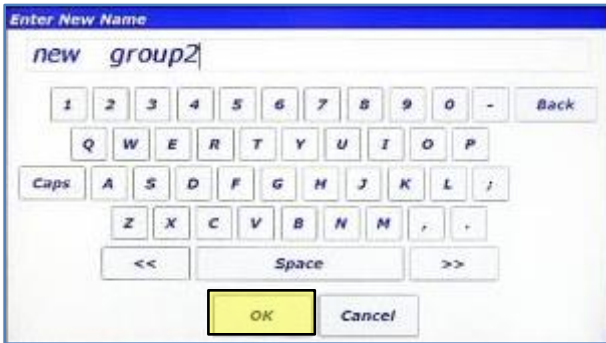 Enter New Name
new group2
1 2 3 4 5 6 7 8 9 0 - Back
Q W E R T Y U I O P
Caps A S D F G H J K L ;
Z X C V B N M , .
<< Space >>
OK Cancel